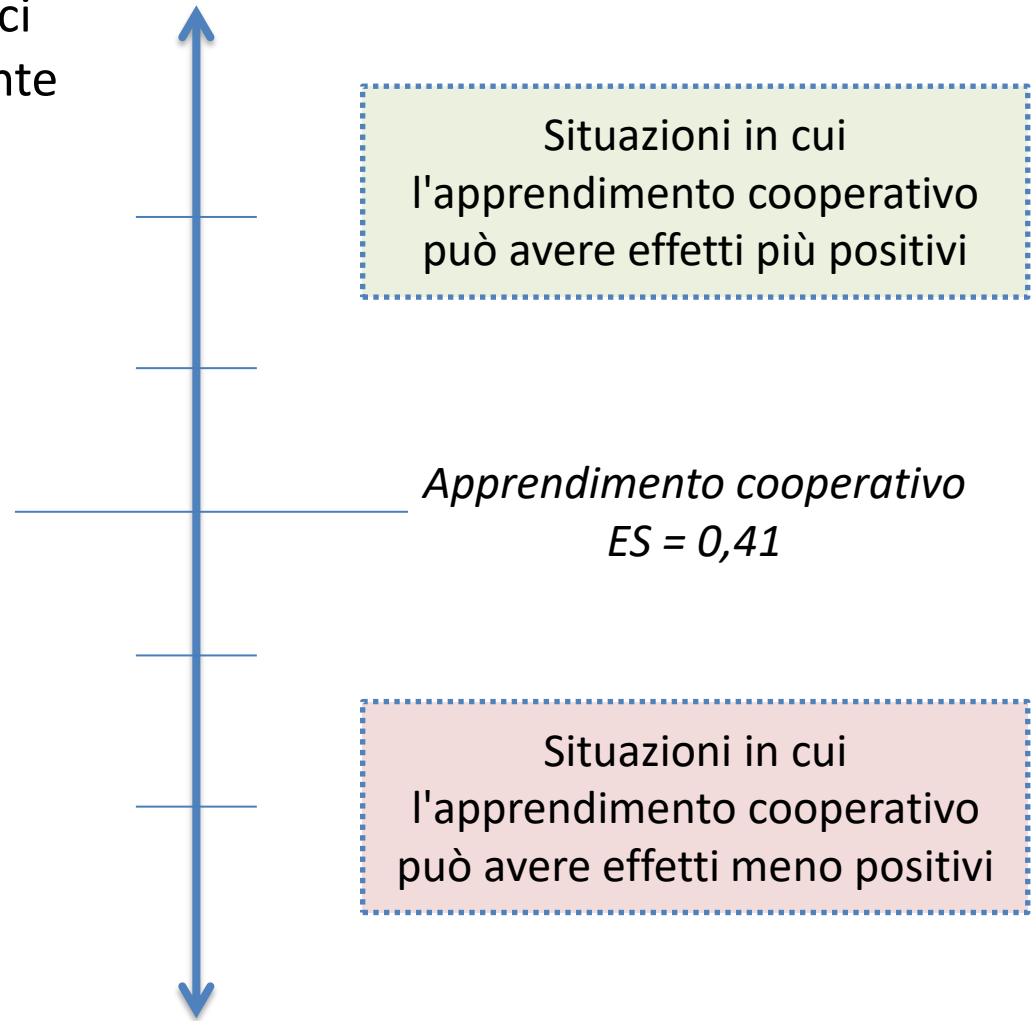 ci
nte
Situazioni in cui
l'apprendimento cooperativo
può avere effetti più positivi
Apprendimento cooperativo
ES = 0,41
Situazioni in cui
l'apprendimento cooperativo
può avere effetti meno positivi